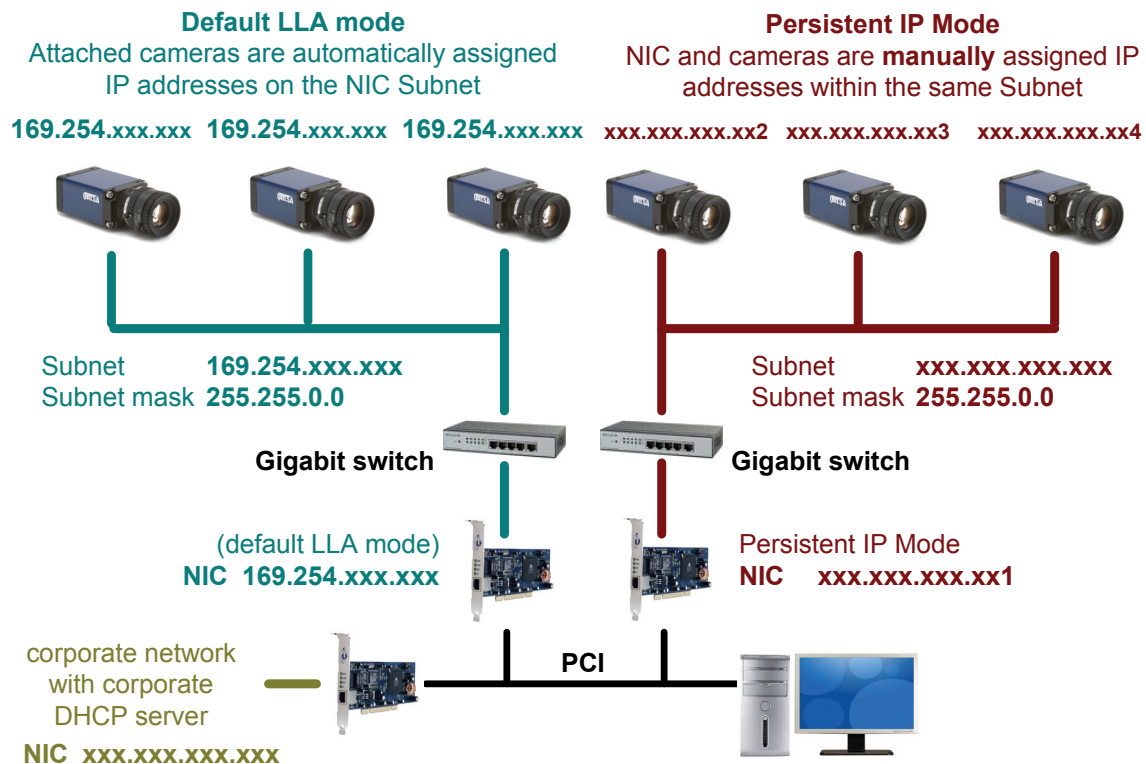 Default LLA mode
Attached cameras are automatically assigned
IP addresses on the NIC Subnet
Persistent IP Mode
NIC and cameras are manually assigned IP
addresses within the same Subnet
169.254.xxx.xxx 169.254.xxx.xxx 169.254.xxx.xxx
xxx.xxx.xxx.xx2 xxx.xxx.xxx.xx3 xxx.xxx.xxx.xx4
Subnet 169.254.xxx.xxx
Subnet mask 255.255.0.0
Subnet xxx.xxx.xxx.xxx
Subnet mask 255.255.0.0
Gigabit switch
Gigabit switch
(default LLA mode)
NIC 169.254.xxx.xxx
Persistent IP Mode
NIC xxx.xxx.xxx.xx1
PCI
corporate network
with corporate
DHCP server
NIC xxx.xxx.xxx.xxx